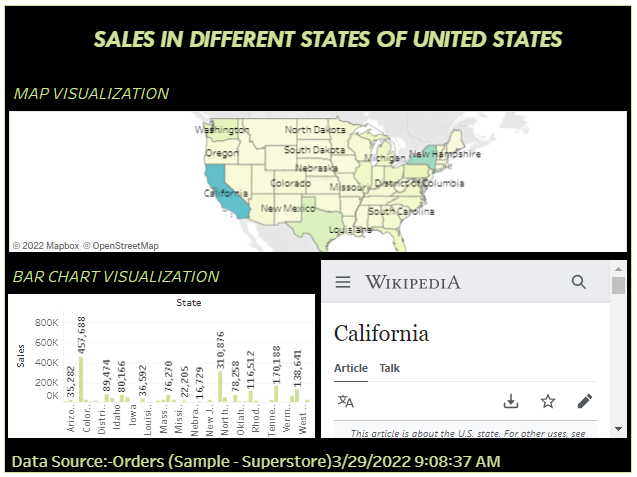 SALES IN DIFFERENT STATES OF UNITED STATES
MAP VISUALIZATION
Washington
North Dakota
Oregon
South Dakota
Michigan
New Hampshire
Nebraska
California
Colorado
Missouri
District of Columbia
New Mexico
South Carolina
Louisiana
© 2022 Mapbox © OpenStreetMap
BAR CHART VISUALIZATION
State
Sales
800K
600K
400K
200K
0K
35,282
457,688
89,474
80,166
36,592
76,270
22,205
16,729
310,876
78,258
116,512
170,188
138,641
Arizo..
Color..
Distri..
Idaho
Iowa
Louisi..
Mass..
Missi..
Nebra..
New J..
North..
Oklah..
Rhod..
Tenne..
Verm..
West ..
WIKIPEDIA
California
Article Talk
This article is about the U.S. state. For other uses, see
Data Source:-Orders (Sample - Superstore)3/29/2022 9:08:37 AM